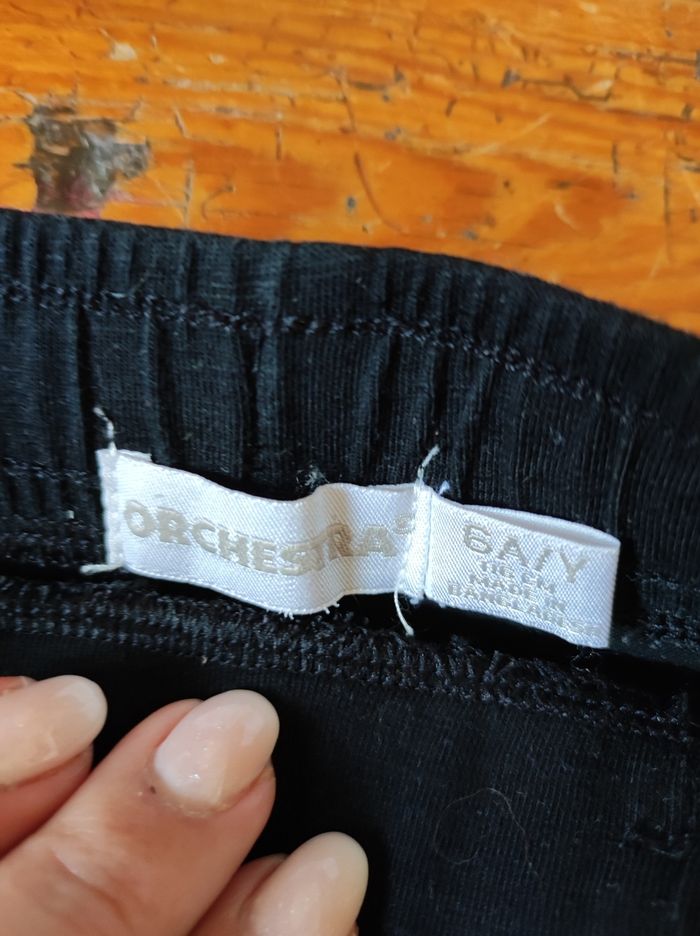 ORCHESTRA
6A/Y
116 CM
MADE IN
BANGLADESH